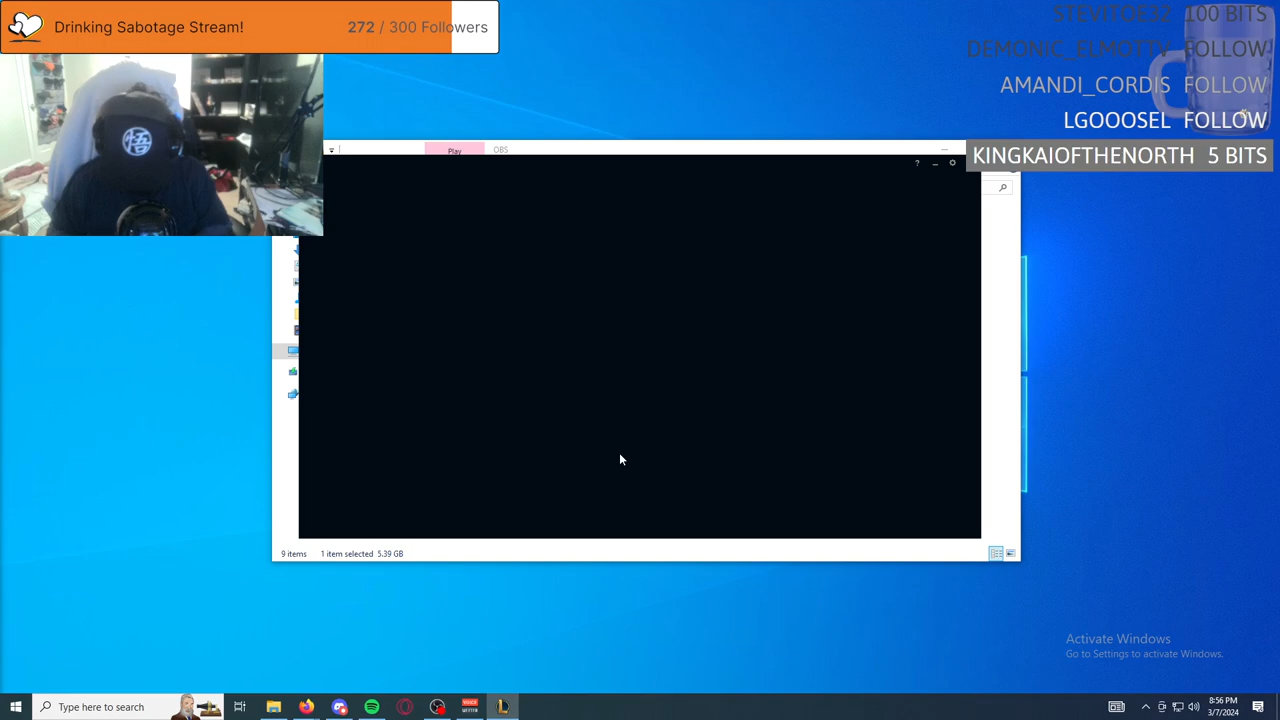 Drinking Sabotage Stream! 272 / 300 Followers
STEVITOE32 100 BITS
DEMONIC_ELMOTTV FOLLOW
AMANDI_CORDIS FOLLOW
LGOOOSEL FOLLOW
KINGKAIOFTHENORTH 5 BITS
悟
Play OBS
9 items 1 item selected 5.39 GB
Activate Windows
Go to Settings to activate Windows.
Type here to search
8:56 PM
3/7/2024